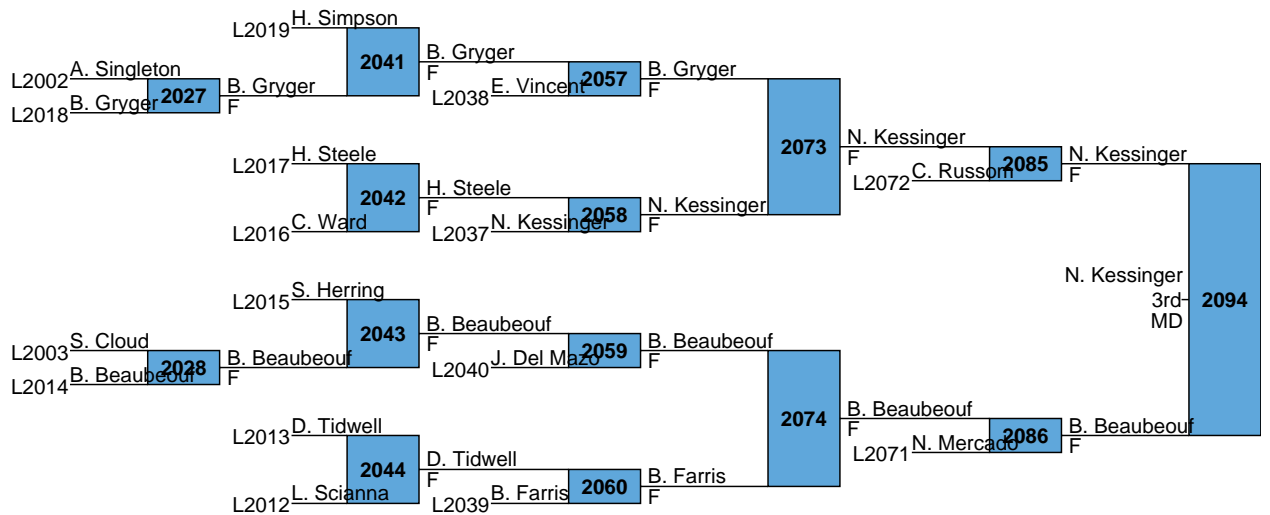 L2019 H. Simpson
2041
B. Gryger
F
L2002 A. Singleton
2027
B. Gryger
F
L2018 B. Gryger
L2038 E. Vincent
2057
B. Gryger
F
2073
N. Kessinger
F
L2017 H. Steele
2042
H. Steele
F
L2016 C. Ward
L2037 N. Kessinger
2058
N. Kessinger
F
L2072 C. Russom
2085
N. Kessinger
F
N. Kessinger
3rd
MD
2094
L2015 S. Herring
2043
B. Beaubeouf
F
L2003 S. Cloud
2028
B. Beaubeouf
F
L2014 B. Beaubeouf
L2040 J. Del Mazo
2059
B. Beaubeouf
F
2074
B. Beaubeouf
F
L2013 D. Tidwell
2044
D. Tidwell
F
L2012 L. Scianna
L2039 B. Farris
2060
B. Farris
F
L2071 N. Mercado
2086
B. Beaubeouf
F